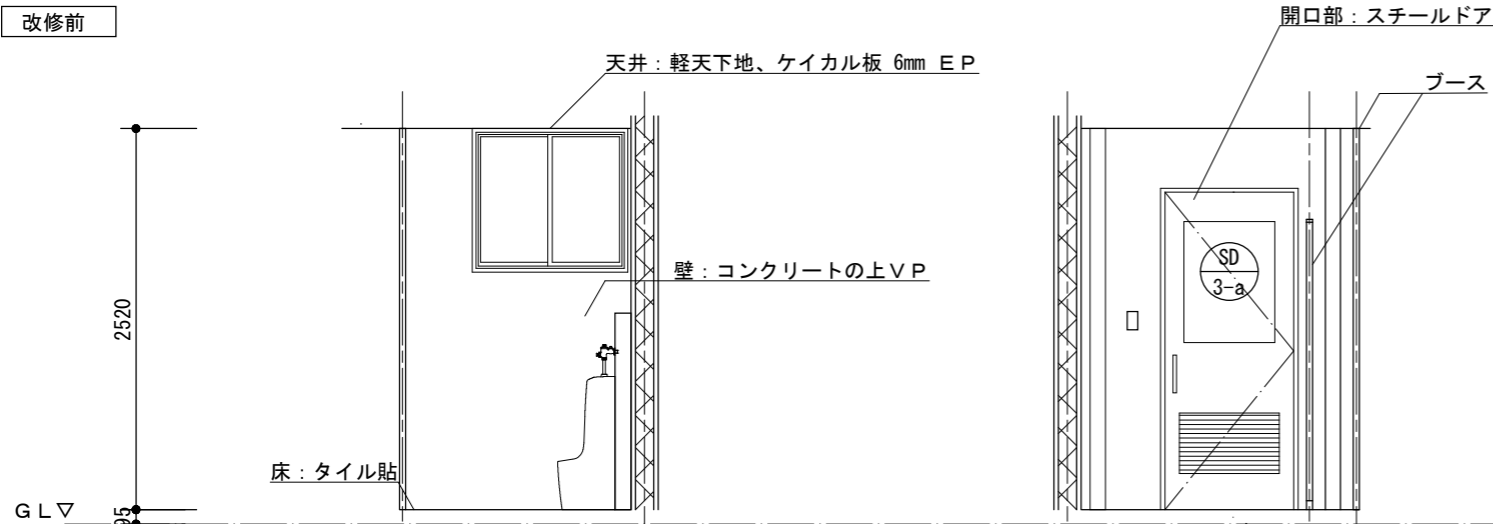 改修前
開口部：スチールドア
天井：軽天下地、ケイカル板 6mm ＥＰ
ブース
SD
3-a
壁：コンクリートの上ＶＰ
2520
床：タイル貼
ＧＬ▽
95